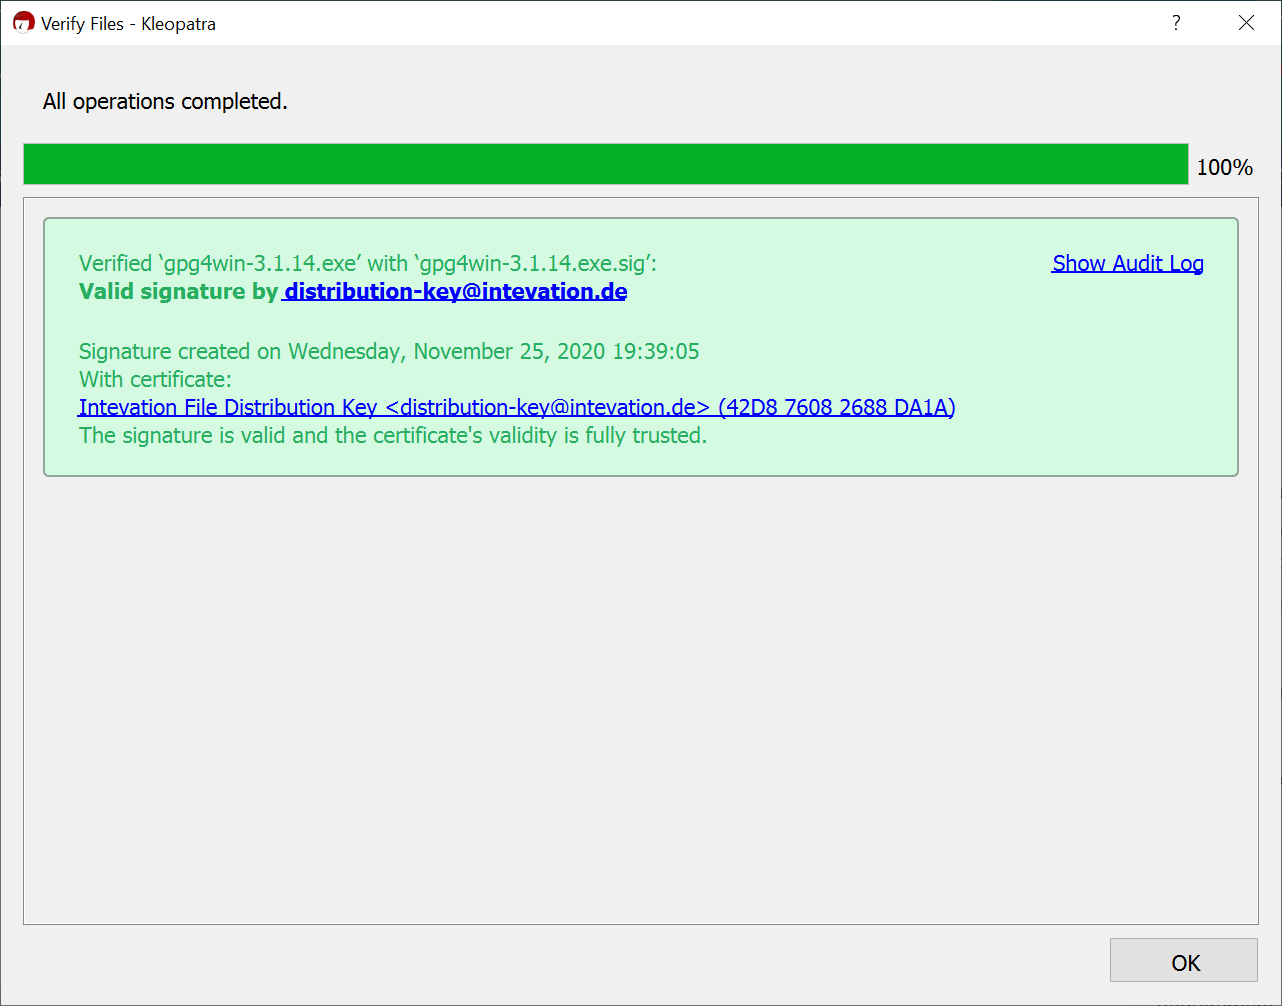 Verify Files - Kleopatra
?
All operations completed.
100%
Verified ‘gpg4win-3.1.14.exe’ with ‘gpg4win-3.1.14.exe.sig’:
Show Audit Log
Valid signature by distribution-key@intevation.de
Signature created on Wednesday, November 25, 2020 19:39:05
With certificate:
Intevation File Distribution Key <distribution-key@intevation.de> (42D8 7608 2688 DA1A)
The signature is valid and the certificate's validity is fully trusted.
OK